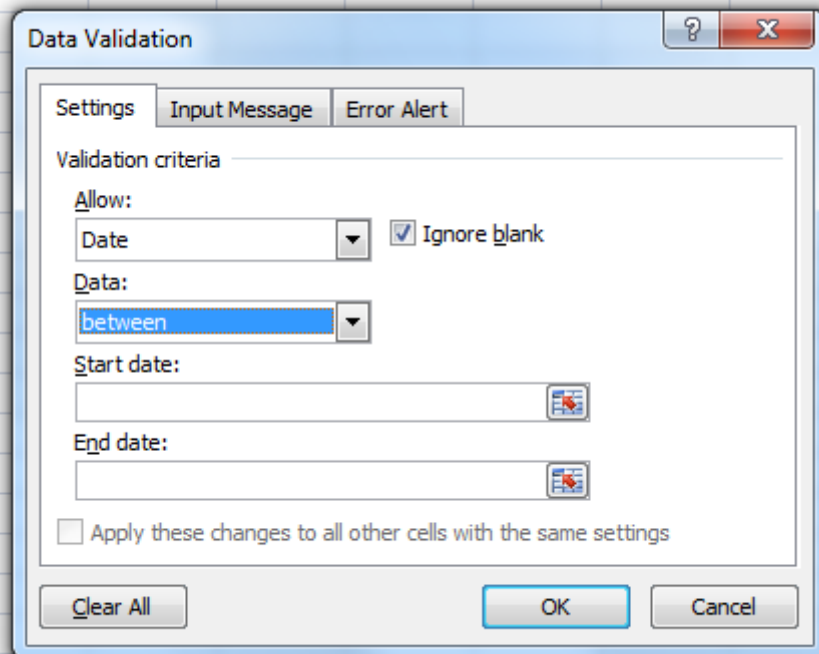 Data Validation
Settings Input Message Error Alert
Validation criteria
Allow:
Date Ignore blank
Data:
between
Start date:
End date:
Apply these changes to all other cells with the same settings
Clear All OK Cancel